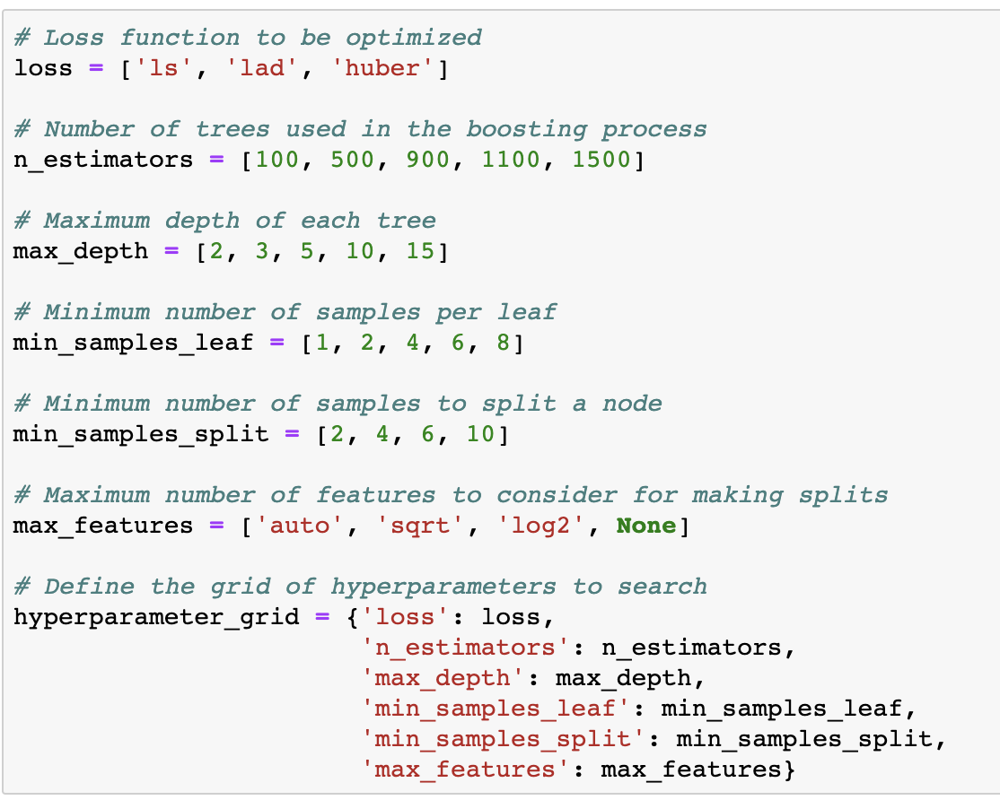 # Loss function to be optimized
loss = ['ls', 'lad', 'huber']
# Number of trees used in the boosting process
n_estimators = [100, 500, 900, 1100, 1500]
# Maximum depth of each tree
max_depth = [2, 3, 5, 10, 15]
# Minimum number of samples per leaf
min_samples_leaf = [1, 2, 4, 6, 8]
# Minimum number of samples to split a node
min_samples_split = [2, 4, 6, 10]
# Maximum number of features to consider for making splits
max_features = ['auto', 'sqrt', 'log2', None]
# Define the grid of hyperparameters to search
hyperparameter_grid = {'loss': loss,
'n_estimators': n_estimators,
'max_depth': max_depth,
'min_samples_leaf': min_samples_leaf,
'min_samples_split': min_samples_split,
'max_features': max_features}